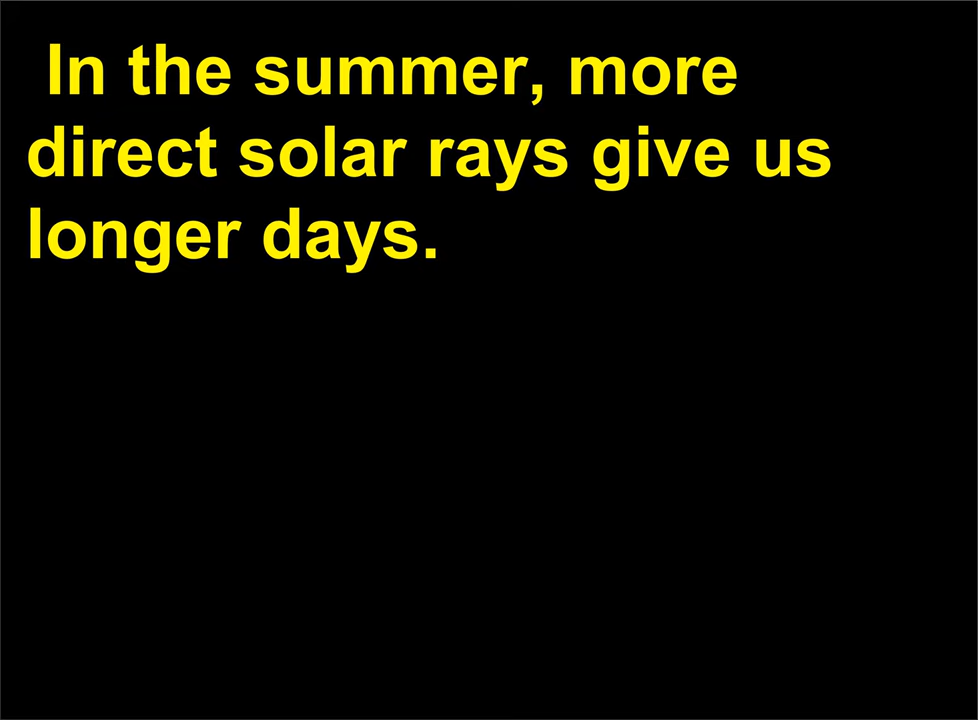 In the summer, more
direct solar rays give us
longer days.